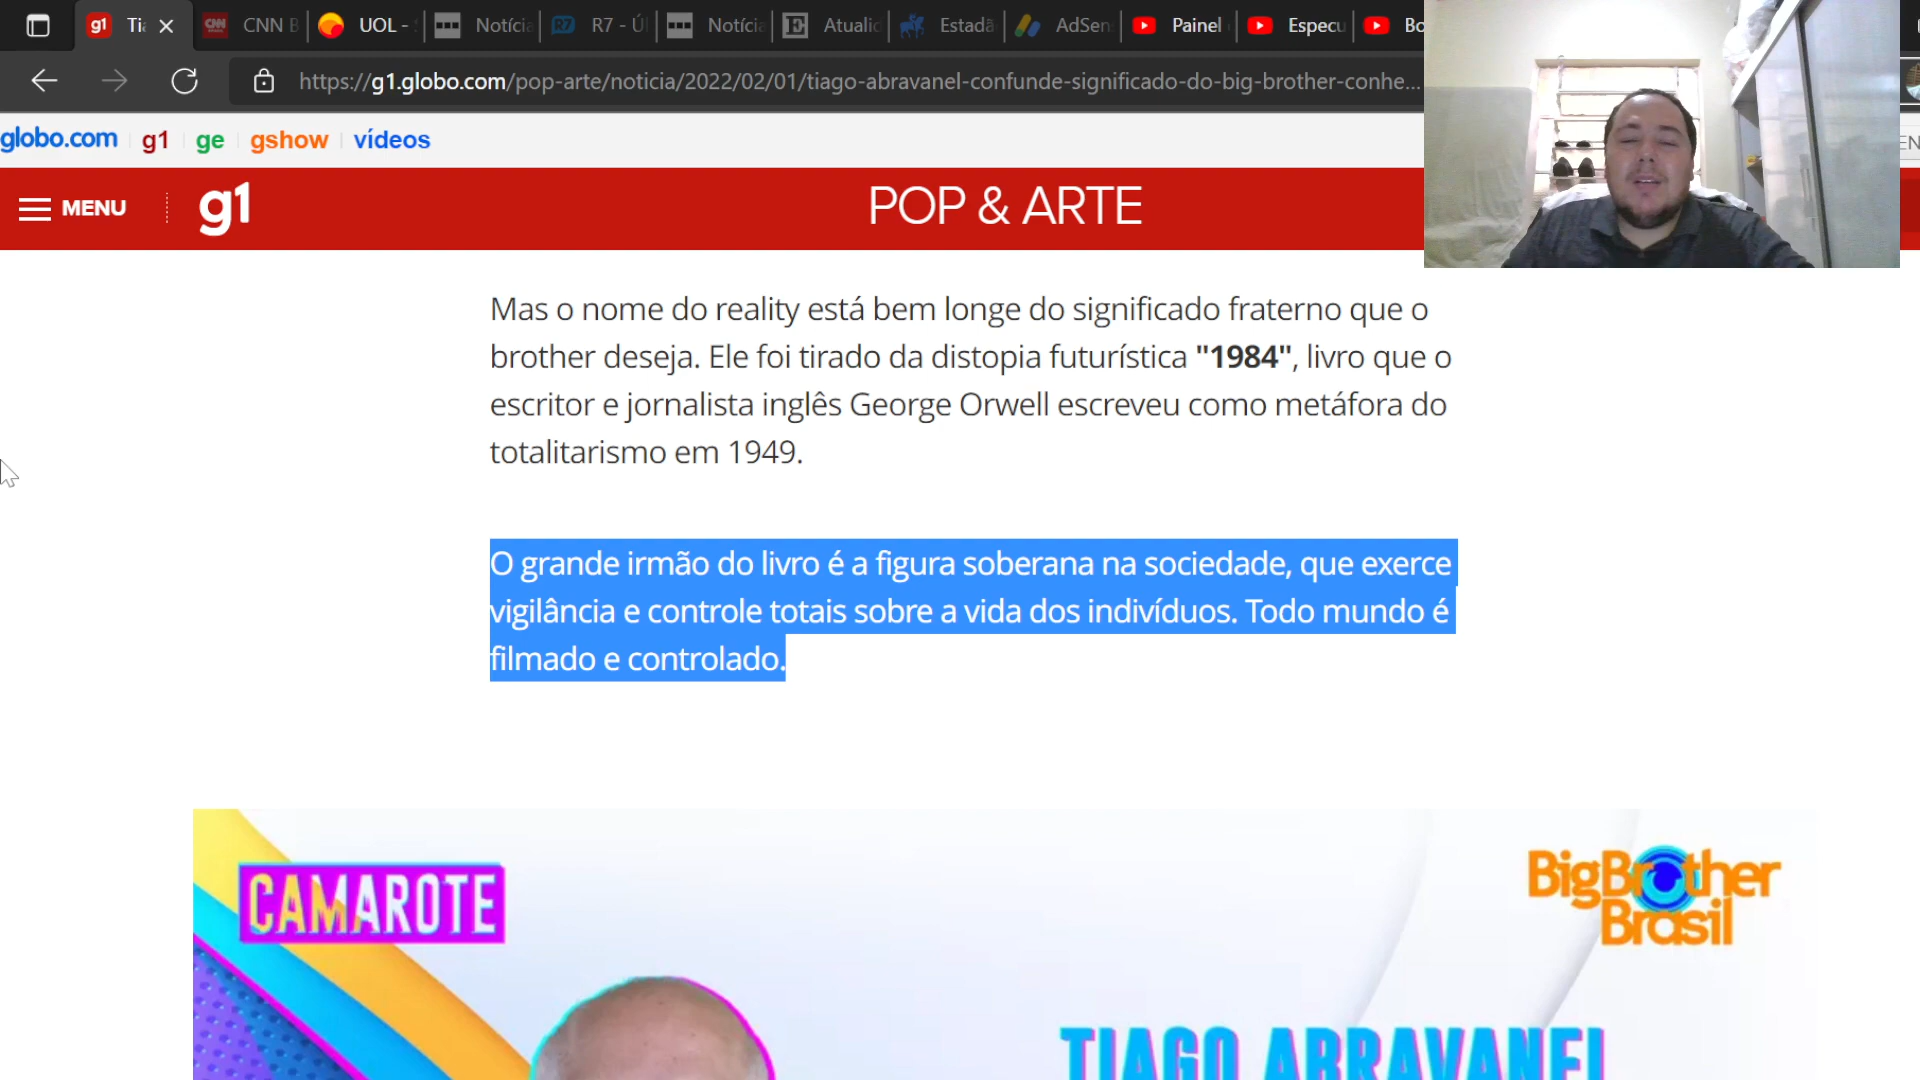 Ti
CNN B
UOL -
Notícia
R7 - Ú
Notícia
Atualid
Estadã
AdSen
Painel
Especu
Bo
https://g1.globo.com/pop-arte/noticia/2022/02/01/tiago-abravanel-confunde-significado-do-big-brother-conhe...
globo.com g1 ge gshow vídeos
MENU g1 POP & ARTE
Mas o nome do reality está bem longe do significado fraterno que o
brother deseja. Ele foi tirado da distopia futurística "1984", livro que o
escritor e jornalista inglês George Orwell escreveu como metáfora do
totalitarismo em 1949.
O grande irmão do livro é a figura soberana na sociedade, que exerce
vigilância e controle totais sobre a vida dos indivíduos. Todo mundo é
filmado e controlado.
CAMAROTE
BigBrother
Brasil
TIAGO ABRAVANEL